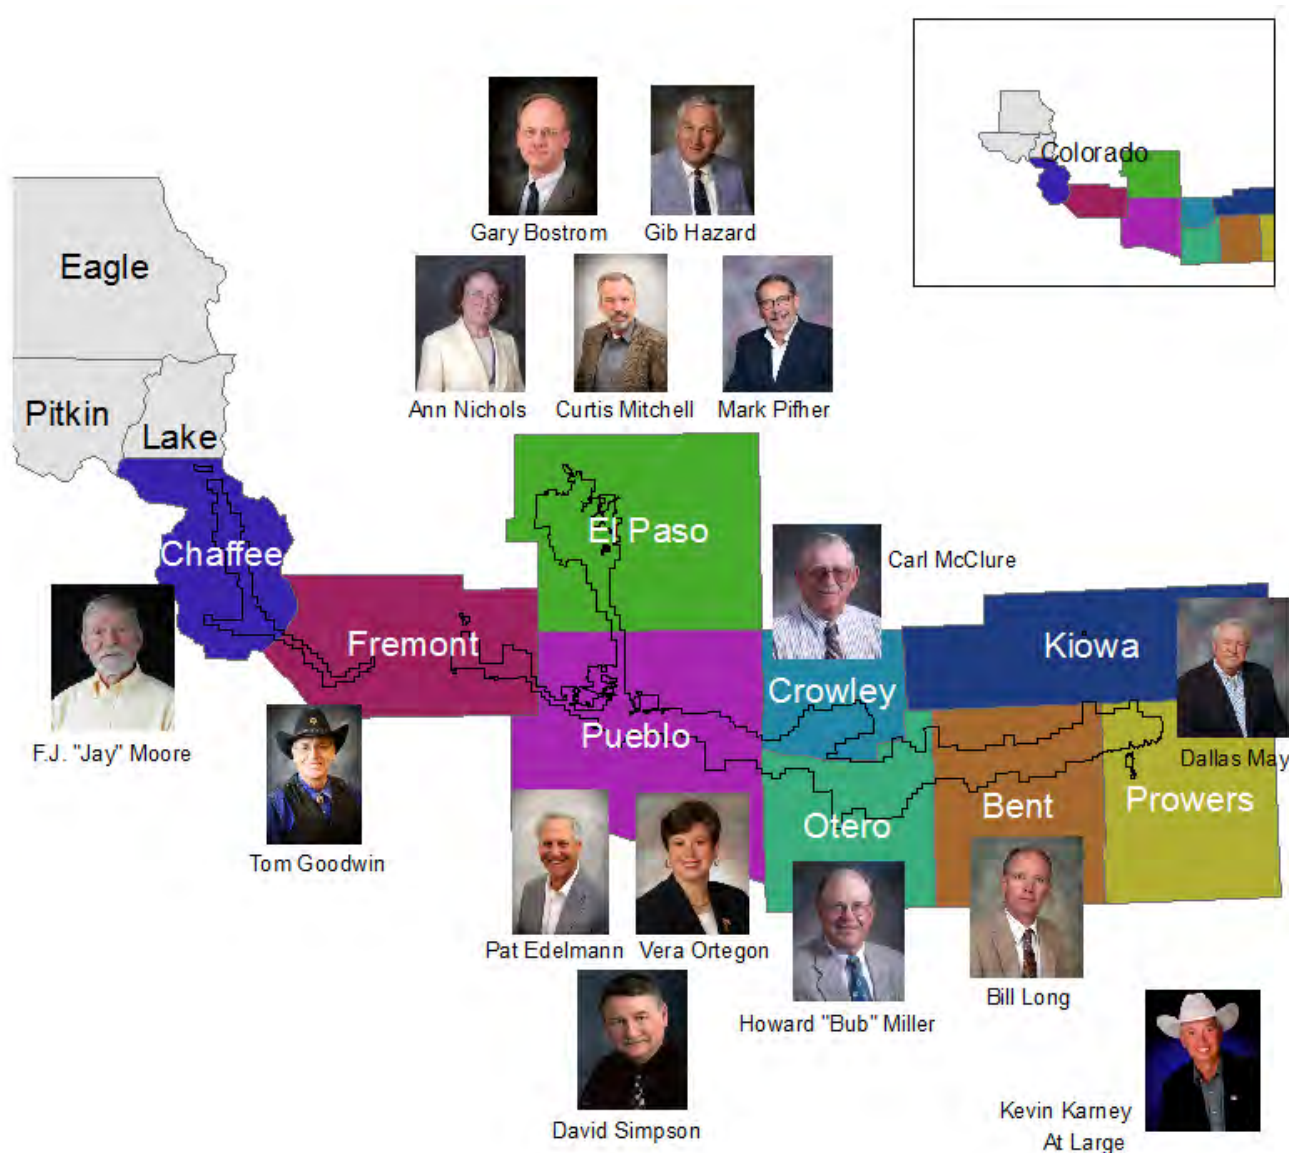 Colorado
Gary Bostrom
Gib Hazard
Ann Nichols
Curtis Mitchell
Mark Pifher
Eagle
Pitkin
Lake
Chaffee
El Paso
Carl McClure
Fremont
Kiowa
Crowley
Pueblo
F.J. "Jay" Moore
Dallas May
Prowers
Bent
Otero
Tom Goodwin
Pat Edelmann
Vera Ortegon
Bill Long
Howard "Bub" Miller
David Simpson
Kevin Karney
At Large